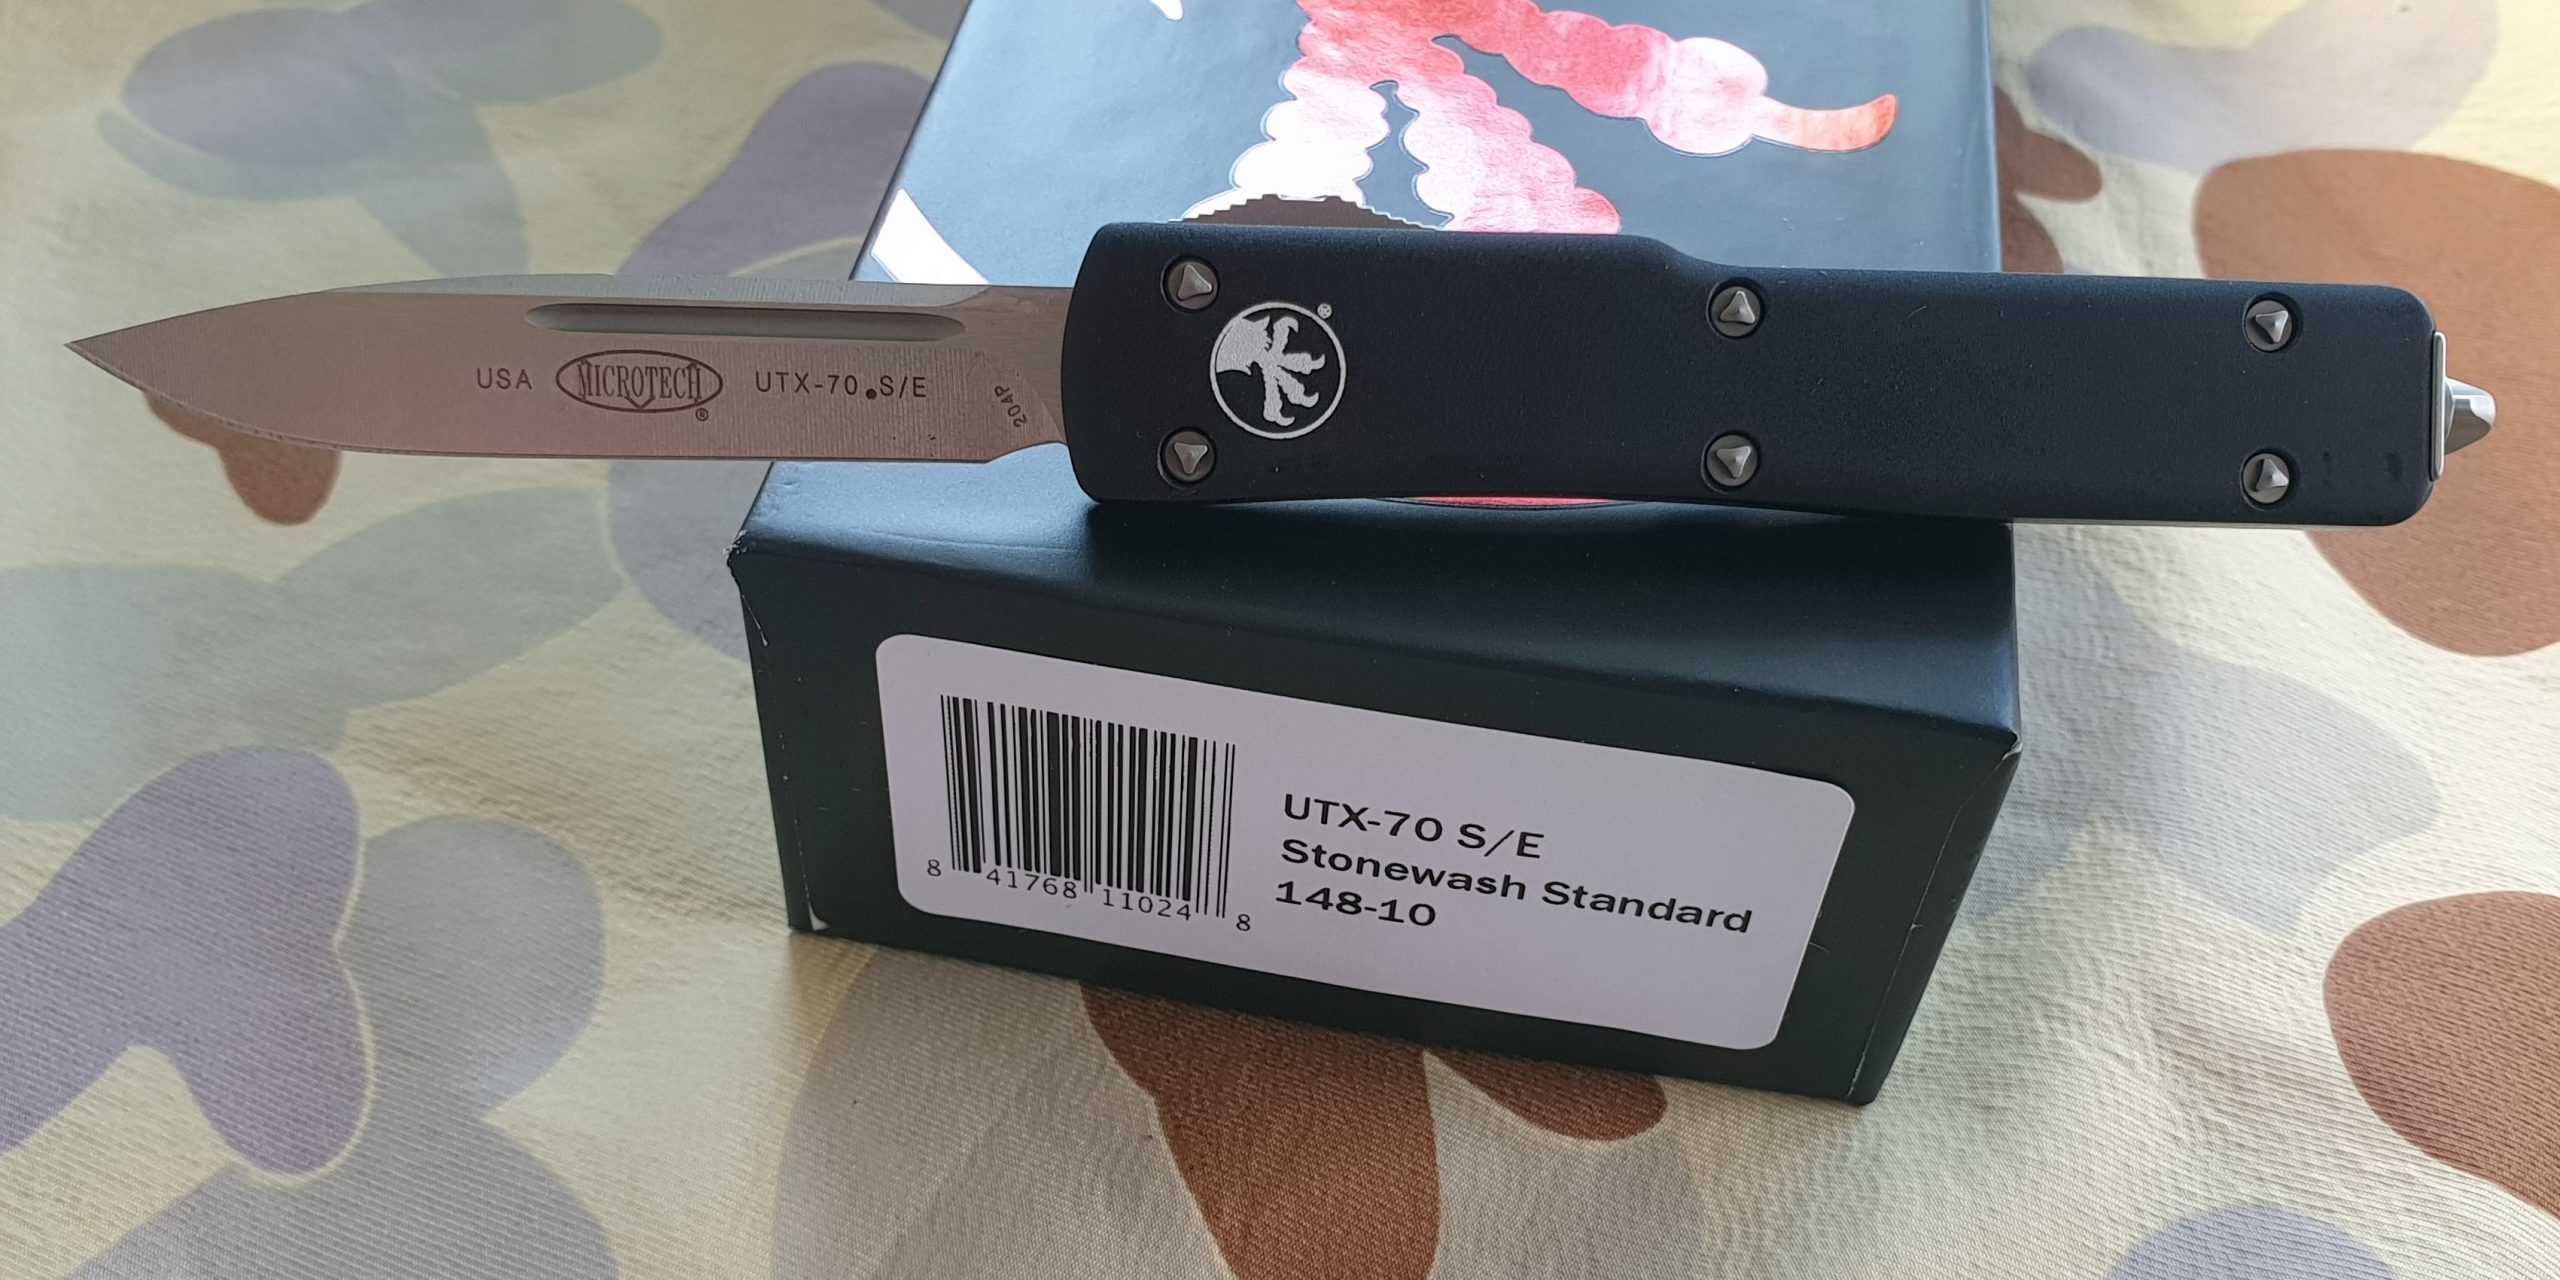 ®
USA MICROTECH® UTX-70 S/E
204P
UTX-70 S/E
Stonewash Standard
148-10
8 41768 11024 8